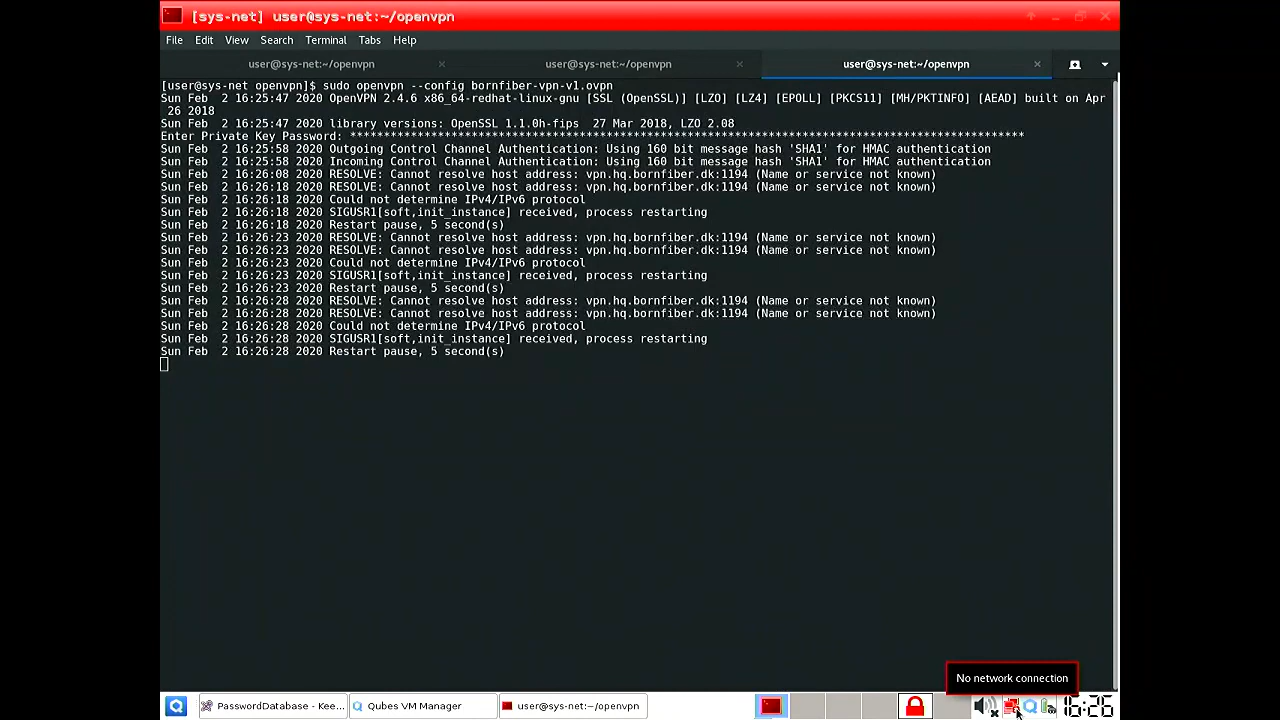 [sys-net] user@sys-net:~/openvpn
File Edit View Search Terminal Tabs Help
user@sys-net:~/openvpn × user@sys-net:~/openvpn × user@sys-net:~/openvpn ×
[user@sys-net openvpn]$ sudo openvpn --config bornfiber-vpn-v1.ovpn
Sun Feb  2 16:25:47 2020 OpenVPN 2.4.6 x86_64-redhat-linux-gnu [SSL (OpenSSL)] [LZO] [LZ4] [EPOLL] [PKCS11] [MH/PKTINFO] [AEAD] built on Apr
 26 2018
Sun Feb  2 16:25:47 2020 library versions: OpenSSL 1.1.0h-fips  27 Mar 2018, LZO 2.08
Enter Private Key Password: ****************************************************************************************************
Sun Feb  2 16:25:58 2020 Outgoing Control Channel Authentication: Using 160 bit message hash 'SHA1' for HMAC authentication
Sun Feb  2 16:25:58 2020 Incoming Control Channel Authentication: Using 160 bit message hash 'SHA1' for HMAC authentication
Sun Feb  2 16:26:08 2020 RESOLVE: Cannot resolve host address: vpn.hq.bornfiber.dk:1194 (Name or service not known)
Sun Feb  2 16:26:18 2020 RESOLVE: Cannot resolve host address: vpn.hq.bornfiber.dk:1194 (Name or service not known)
Sun Feb  2 16:26:18 2020 Could not determine IPv4/IPv6 protocol
Sun Feb  2 16:26:18 2020 SIGUSR1[soft,init_instance] received, process restarting
Sun Feb  2 16:26:18 2020 Restart pause, 5 second(s)
Sun Feb  2 16:26:23 2020 RESOLVE: Cannot resolve host address: vpn.hq.bornfiber.dk:1194 (Name or service not known)
Sun Feb  2 16:26:23 2020 RESOLVE: Cannot resolve host address: vpn.hq.bornfiber.dk:1194 (Name or service not known)
Sun Feb  2 16:26:23 2020 Could not determine IPv4/IPv6 protocol
Sun Feb  2 16:26:23 2020 SIGUSR1[soft,init_instance] received, process restarting
Sun Feb  2 16:26:23 2020 Restart pause, 5 second(s)
Sun Feb  2 16:26:28 2020 RESOLVE: Cannot resolve host address: vpn.hq.bornfiber.dk:1194 (Name or service not known)
Sun Feb  2 16:26:28 2020 RESOLVE: Cannot resolve host address: vpn.hq.bornfiber.dk:1194 (Name or service not known)
Sun Feb  2 16:26:28 2020 Could not determine IPv4/IPv6 protocol
Sun Feb  2 16:26:28 2020 SIGUSR1[soft,init_instance] received, process restarting
Sun Feb  2 16:26:28 2020 Restart pause, 5 second(s)
No network connection
PasswordDatabase - Kee... Qubes VM Manager user@sys-net:~/openvpn 16:26